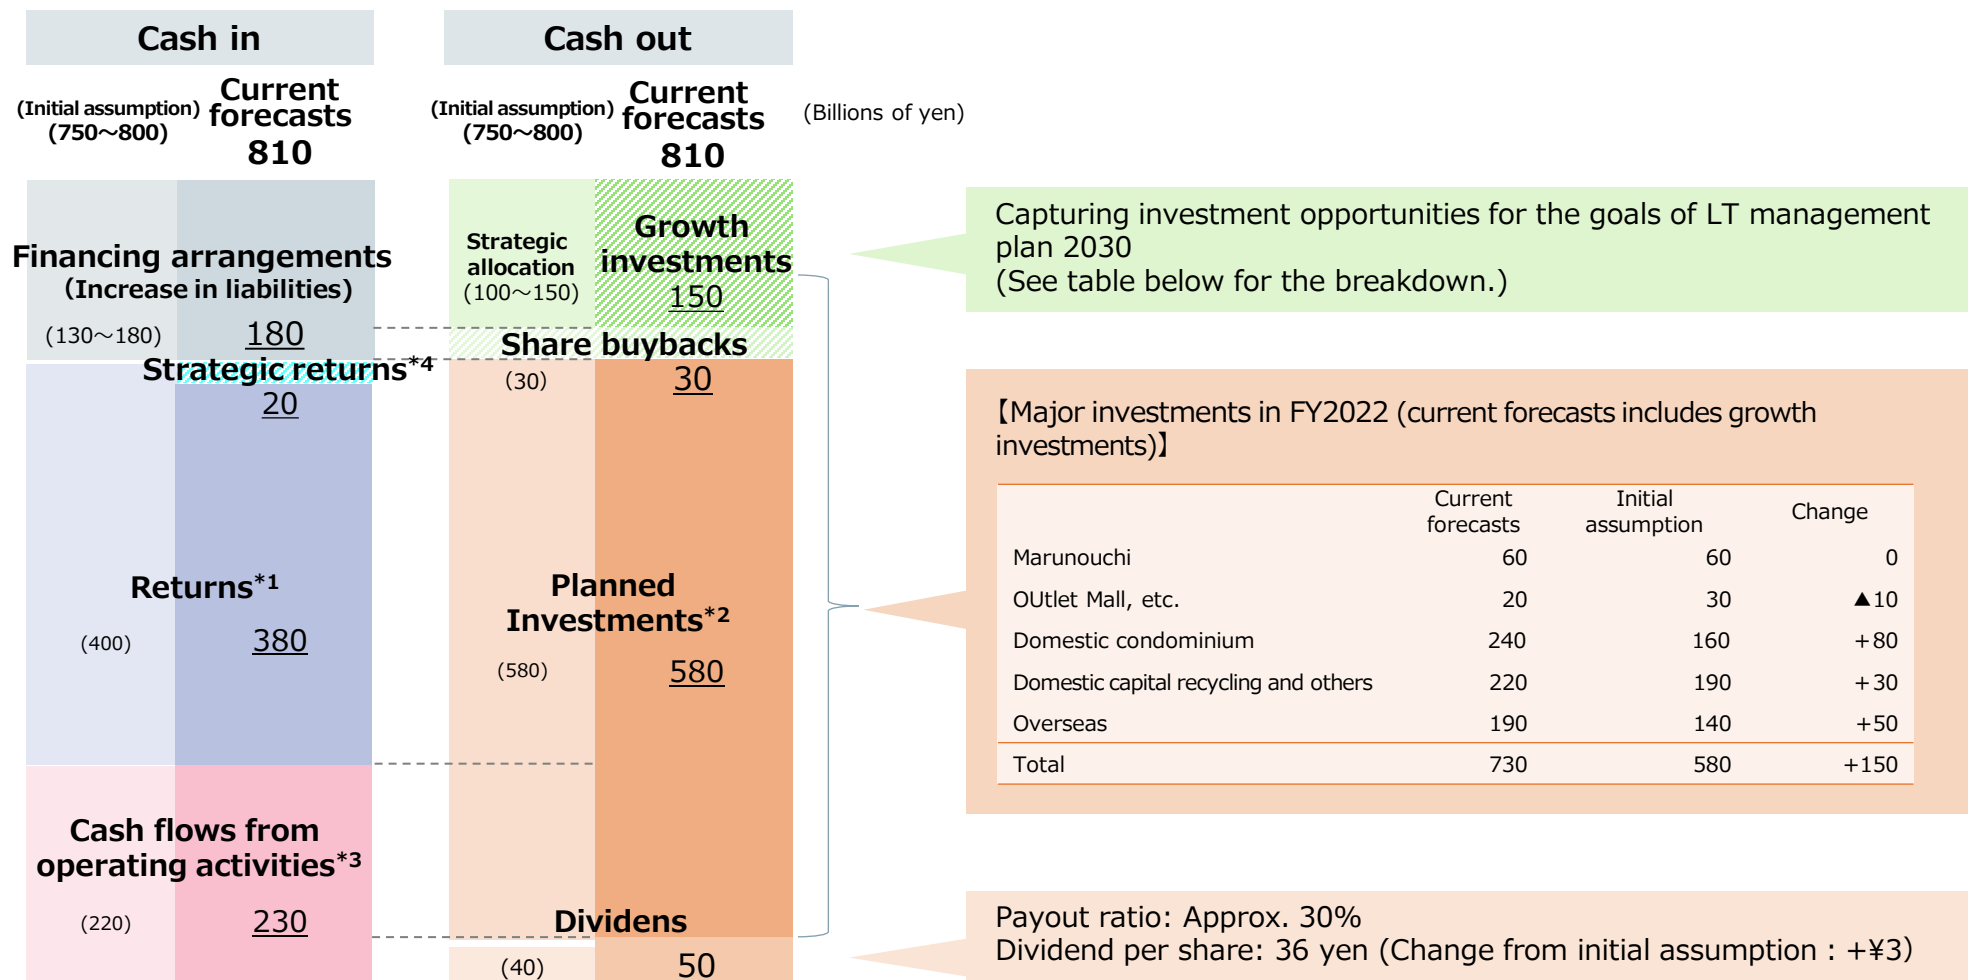 Cash in
Cash out
(Initial assumption)
(750～800)
Current
forecasts
810
(Initial assumption)
(750～800)
Current
forecasts
810
(Billions of yen)
Financing arrangements
(Increase in liabilities)
(130～180)
180
Strategic returns*4
20
Returns*1
(400)
380
Cash flows from
operating activities*3
(220)
230
Strategic
allocation
(100～150)
Growth
investments
150
Share buybacks
(30)
30
Planned
Investments*2
(580)
580
Dividens
(40)
50
Capturing investment opportunities for the goals of LT management
plan 2030
(See table below for the breakdown.)
【Major investments in FY2022 (current forecasts includes growth
investments)】
Current
forecasts
Initial
assumption
Change
Marunouchi 60 60 0
OUtlet Mall, etc. 20 30 ▲10
Domestic condominium 240 160 +80
Domestic capital recycling and others 220 190 +30
Overseas 190 140 +50
Total 730 580 +150
Payout ratio: Approx. 30%
Dividend per share: 36 yen (Change from initial assumption : +¥3)